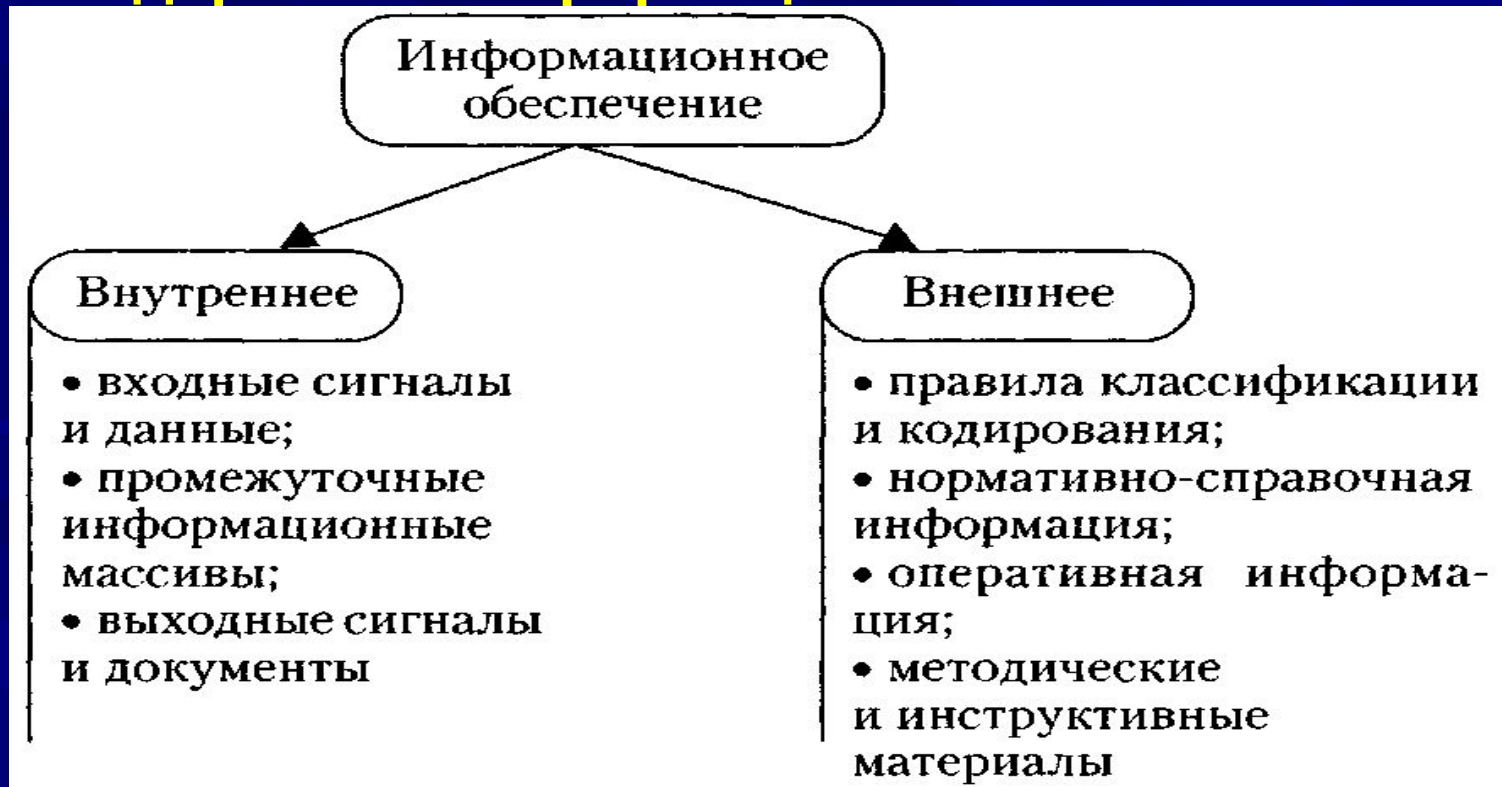 Информационное
обеспечение
Внутреннее
• входные сигналы
и данные;
• промежуточные
информационные
массивы;
• выходные сигналы
и документы
Внешнее
• правила классификации
и кодирования;
• нормативно-справочная
информация;
• оперативная информа-
ция;
• методические
и инструктивные
материалы